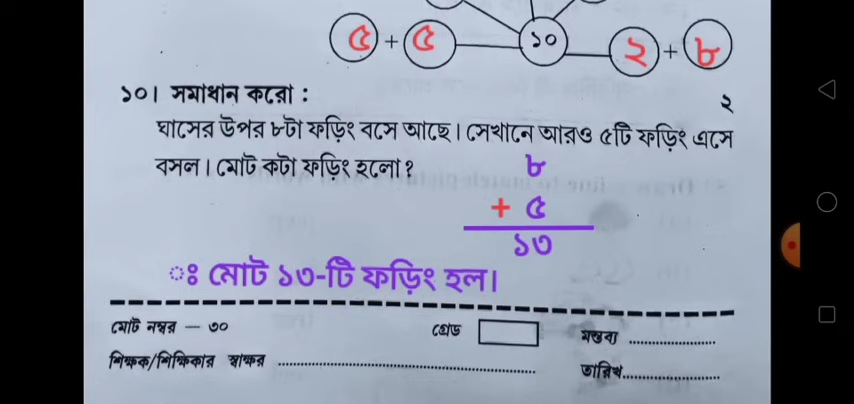 ৫ + ৫ ১০ ২ + ৮
১০। সমাধান করো : ২
ঘাসের উপর ৮টা ফড়িং বসে আছে। সেখানে আরও ৫টি ফড়িং এসে
বসল। মোট কটা ফড়িং হলো?
৮
+ ৫
১৩
ঃ মোট ১৩-টি ফড়িং হল।
মোট নম্বর — ৩০ গ্রেড মন্তব্য ....................
শিক্ষক/শিক্ষিকার স্বাক্ষর ............................................................
তারিখ......................